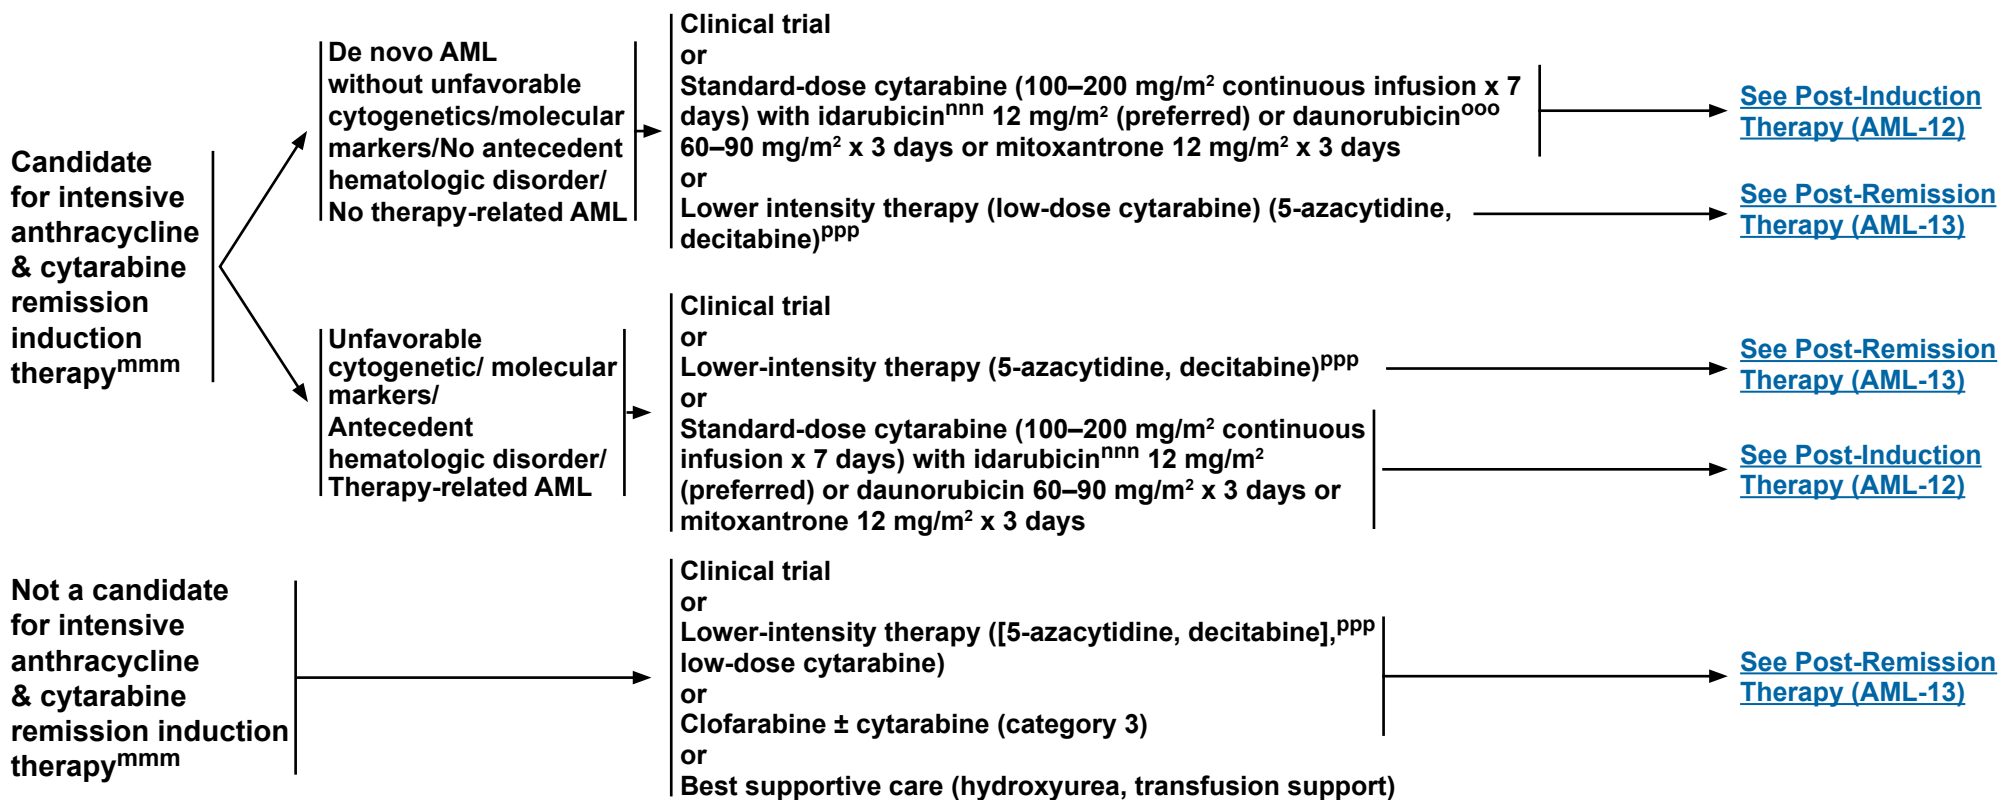 Candidate
for intensive
anthracycline
& cytarabine
remission
induction
therapyᵐᵐᵐ
De novo AML
without unfavorable
cytogenetics/molecular
markers/No antecedent
hematologic disorder/
No therapy-related AML
Clinical trial
or
Standard-dose cytarabine (100–200 mg/m² continuous infusion x 7
days) with idarubicinⁿⁿⁿ 12 mg/m² (preferred) or daunorubicinᵒᵒᵒ
60–90 mg/m² x 3 days or mitoxantrone 12 mg/m² x 3 days
or
Lower intensity therapy (low-dose cytarabine) (5-azacytidine,
decitabine)ᵖᵖᵖ
See Post-Induction
Therapy (AML-12)
See Post-Remission
Therapy (AML-13)
Unfavorable
cytogenetic/ molecular
markers/
Antecedent
hematologic disorder/
Therapy-related AML
Clinical trial
or
Lower-intensity therapy (5-azacytidine, decitabine)ᵖᵖᵖ
or
Standard-dose cytarabine (100–200 mg/m² continuous
infusion x 7 days) with idarubicinⁿⁿⁿ 12 mg/m²
(preferred) or daunorubicin 60–90 mg/m² x 3 days or
mitoxantrone 12 mg/m² x 3 days
See Post-Remission
Therapy (AML-13)
See Post-Induction
Therapy (AML-12)
Not a candidate
for intensive
anthracycline
& cytarabine
remission induction
therapyᵐᵐᵐ
Clinical trial
or
Lower-intensity therapy ([5-azacytidine, decitabine],ᵖᵖᵖ
low-dose cytarabine)
or
Clofarabine ± cytarabine (category 3)
or
Best supportive care (hydroxyurea, transfusion support)
See Post-Remission
Therapy (AML-13)